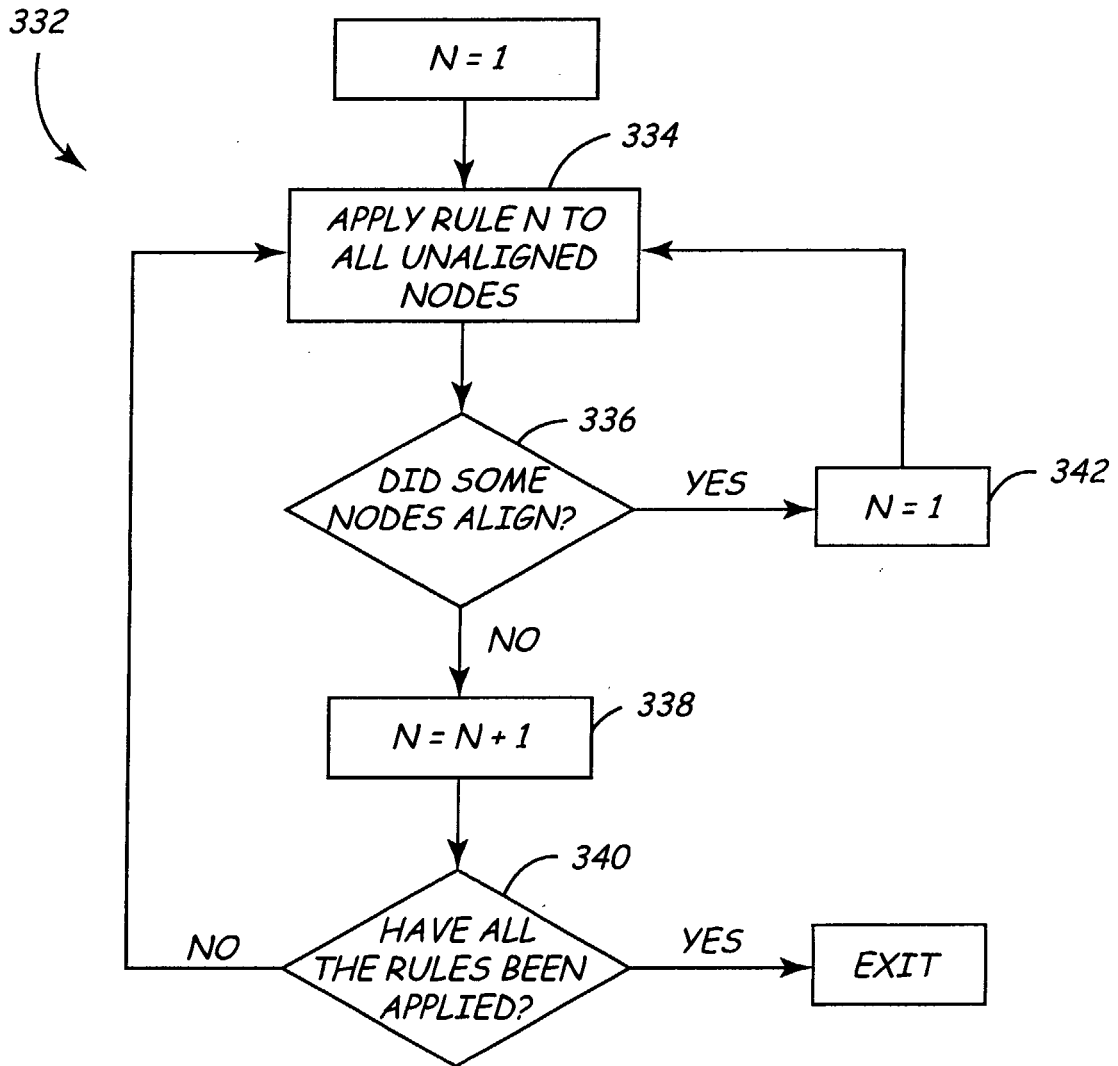 332
N = 1
334
APPLY RULE N TO
ALL UNALIGNED
NODES
336
DID SOME
NODES ALIGN?
YES
N = 1
342
NO
N = N + 1
338
340
HAVE ALL
THE RULES BEEN
APPLIED?
NO
YES
EXIT